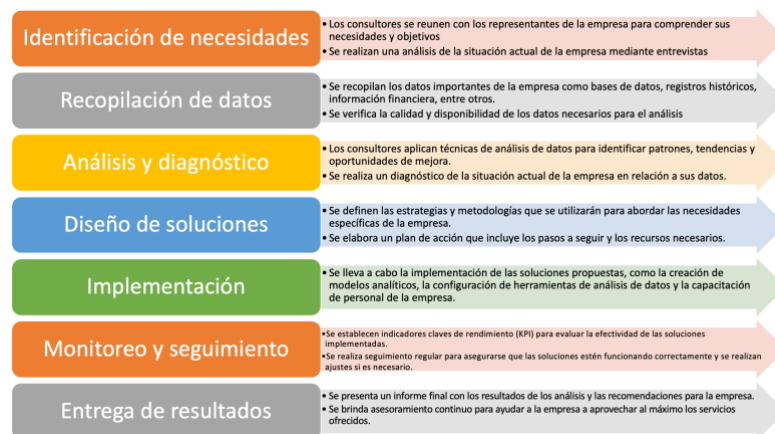 Identificación de necesidades
• Los consultores se reunen con los representantes de la empresa para comprender sus
necesidades y objetivos
• Se realizan una análisis de la situación actual de la empresa mediante entrevistas
Recopilación de datos
• Se recopilan los datos importantes de la empresa como bases de datos, registros históricos,
información financiera, entre otros.
• Se verifica la calidad y disponibilidad de los datos necesarios para el análisis
Análisis y diagnóstico
• Los consultores aplican técnicas de análisis de datos para identificar patrones, tendencias y
oportunidades de mejora.
• Se realiza un diagnóstico de la situación actual de la empresa en relación a sus datos.
Diseño de soluciones
• Se definen las estrategias y metodologías que se utilizarán para abordar las necesidades
específicas de la empresa.
• Se elabora un plan de acción que incluye los pasos a seguir y los recursos necesarios.
Implementación
• Se lleva a cabo la implementación de las soluciones propuestas, como la creación de
modelos analíticos, la configuración de herramientas de análisis de datos y la capacitación
de personal de la empresa.
Monitoreo y seguimiento
• Se establecen indicadores claves de rendimiento (KPI) para evaluar la efectividad de las soluciones
implementadas.
• Se realiza seguimiento regular para asegurarse que las soluciones estén funcionando correctamente y se realizan
ajustes si es necesario.
Entrega de resultados
• Se presenta un informe final con los resultados de los análisis y las recomendaciones para la empresa.
• Se brinda asesoramiento continuo para ayudar a la empresa a aprovechar al máximo los servicios
ofrecidos.